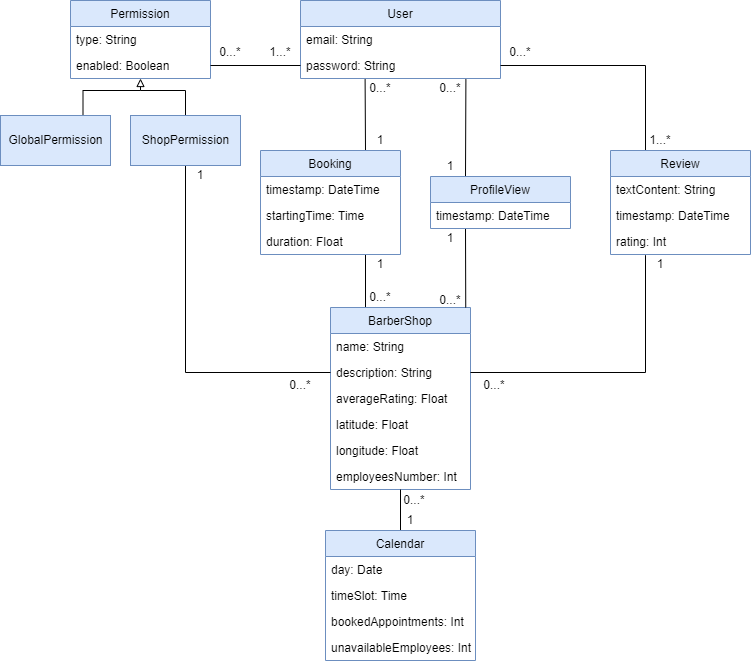 Permission
type: String
enabled: Boolean
0...*
1...*
User
email: String
password: String
0...*
0...*
0...*
GlobalPermission
ShopPermission
1
1
1
1...*
Booking
timestamp: DateTime
startingTime: Time
duration: Float
ProfileView
timestamp: DateTime
Review
textContent: String
timestamp: DateTime
rating: Int
1
1
1
0...*
0...*
BarberShop
name: String
description: String
averageRating: Float
latitude: Float
longitude: Float
employeesNumber: Int
0...*
0...*
0...*
1
Calendar
day: Date
timeSlot: Time
bookedAppointments: Int
unavailableEmployees: Int